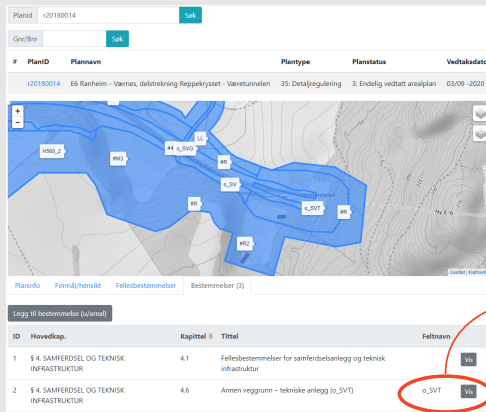 Planid r20180014 Søk
Gnr/Bnr Søk
# PlanID Plannavn Plantype Planstatus Vedtaksdato
r20180014 E6 Ranheim - Værnes, delstrekning Reppekrysset - Væretunnelen 35: Detaljregulering 3: Endelig vedtatt arealplan 03/09 -2020
+
−
LL
H560_2
#M3
#4 o_SVG
#R
o_SV
#R
o_SVT
#R
Ny E-6
#R2
Leaflet | Kartverk
Planinfo Formål/hensikt Fellesbestemmelser Bestemmelser (3)
Legg til bestemmelse (u/areal)
ID Hovedkap. Kapittel Tittel Feltnavn
1 § 4. SAMFERDSEL OG TEKNISK INFRASTRUKTUR 4.1 Fellesbestemmelser for samferdselsanlegg og teknisk infrastruktur Vis
2 § 4. SAMFERDSEL OG TEKNISK INFRASTRUKTUR 4.6 Annen veggrunn – tekniske anlegg (o_SVT) o_SVT Vis